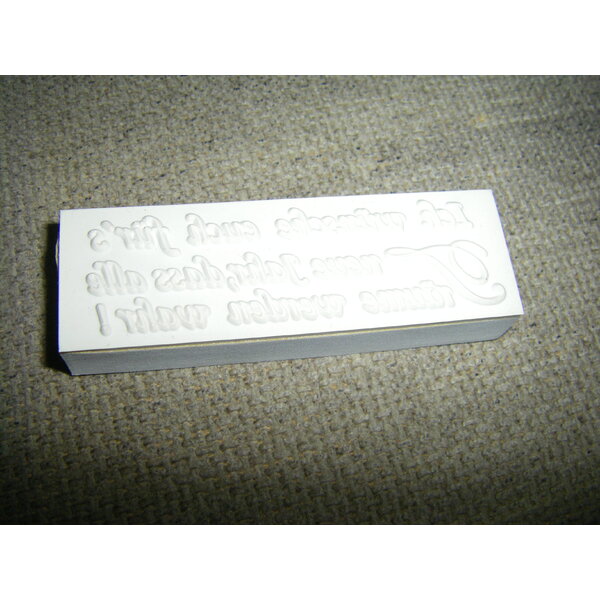 Ich wünsche euch für's
neue Jahr, dass alle
Träume werden wahr!